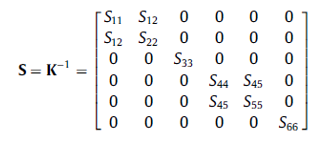 S₁₁ S₁₂ 0 0 0 0
S₁₂ S₂₂ 0 0 0 0
0 0 S₃₃ 0 0 0
S = K⁻¹ =
0 0 0 S₄₄ S₄₅ 0
0 0 0 S₄₅ S₅₅ 0
0 0 0 0 0 S₆₆